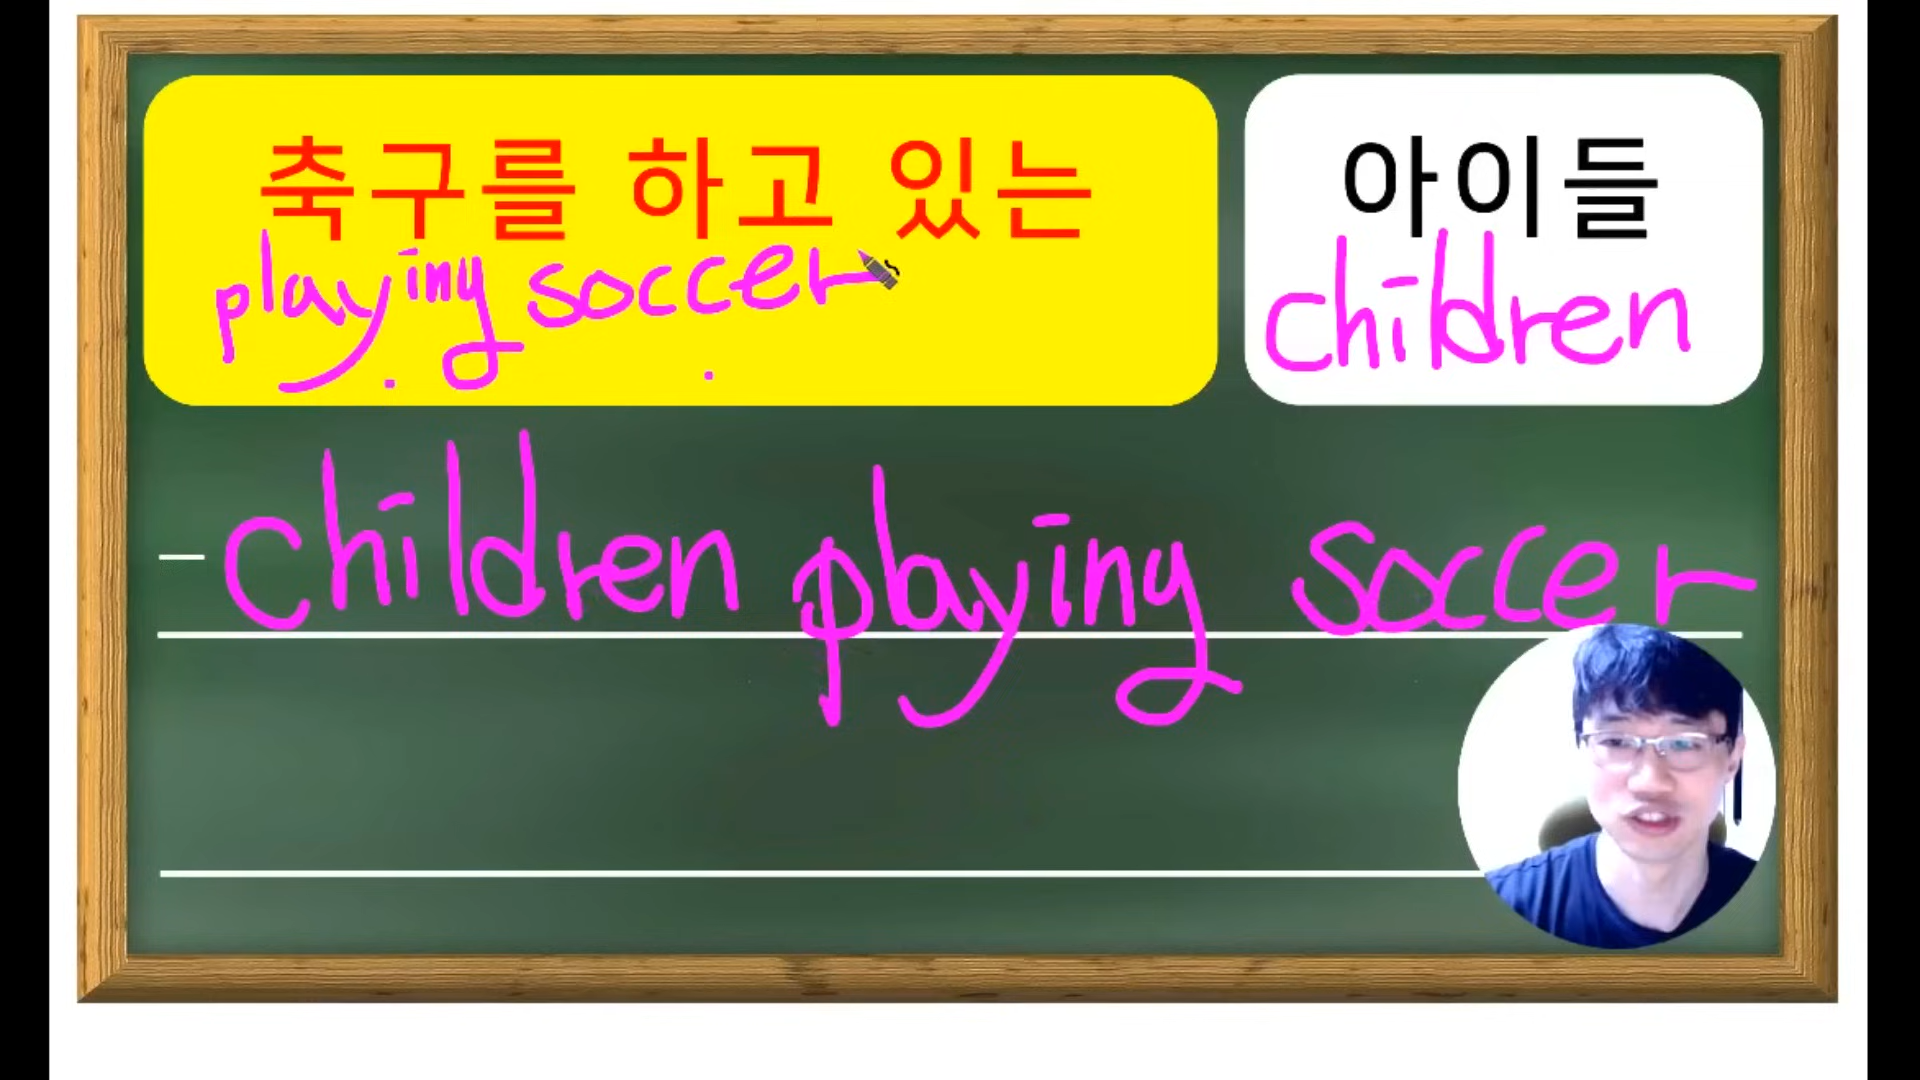 축구를 하고 있는 아이들
playing soccer children
children playing soccer